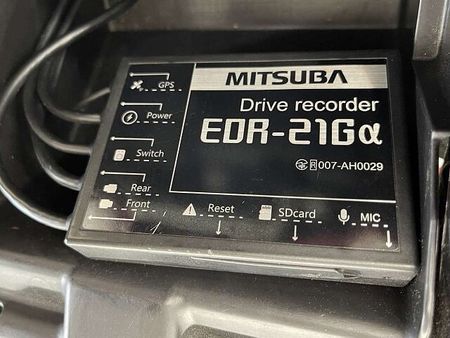 MITSUBA
Drive recorder
EDR-21Gα
R 007-AH0029
GPS
Power
Switch
Rear
Front
Reset
SDcard
MIC